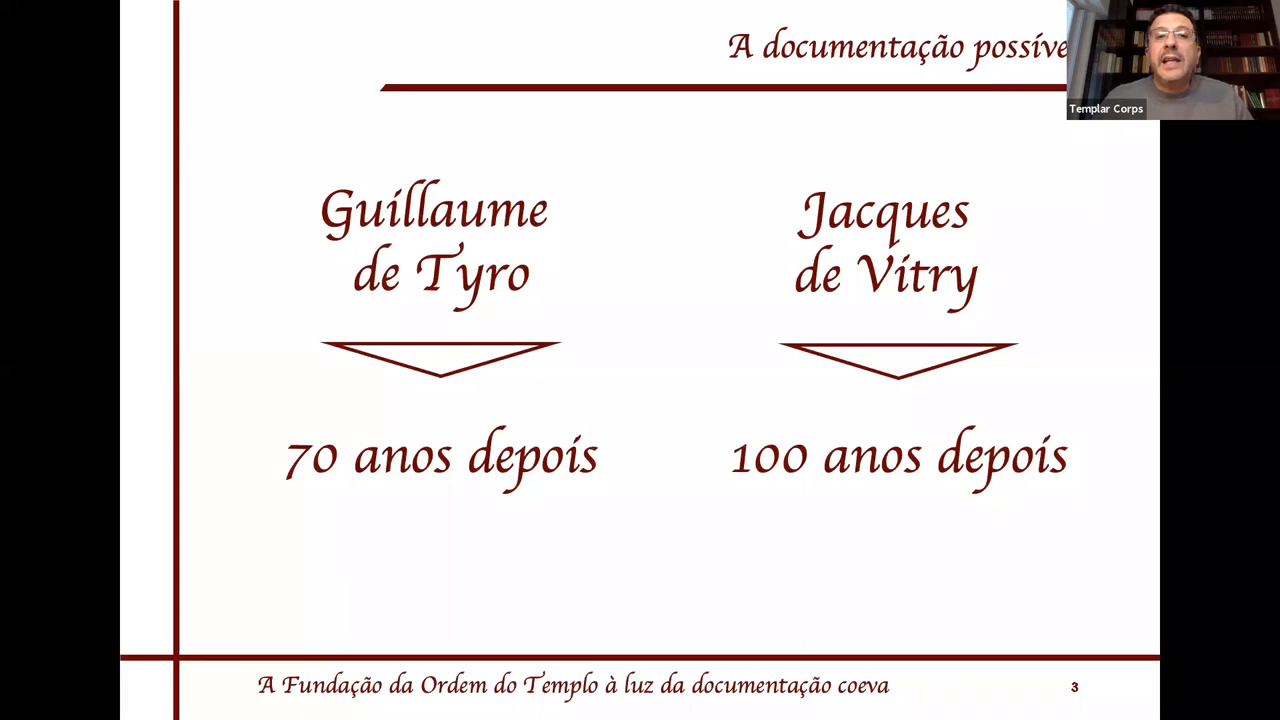 A documentação possíve
Templar Corps
Guillaume
de Tyro
Jacques
de Vitry
70 anos depois
100 anos depois
A Fundação da Ordem do Templo à luz da documentação coeva
3